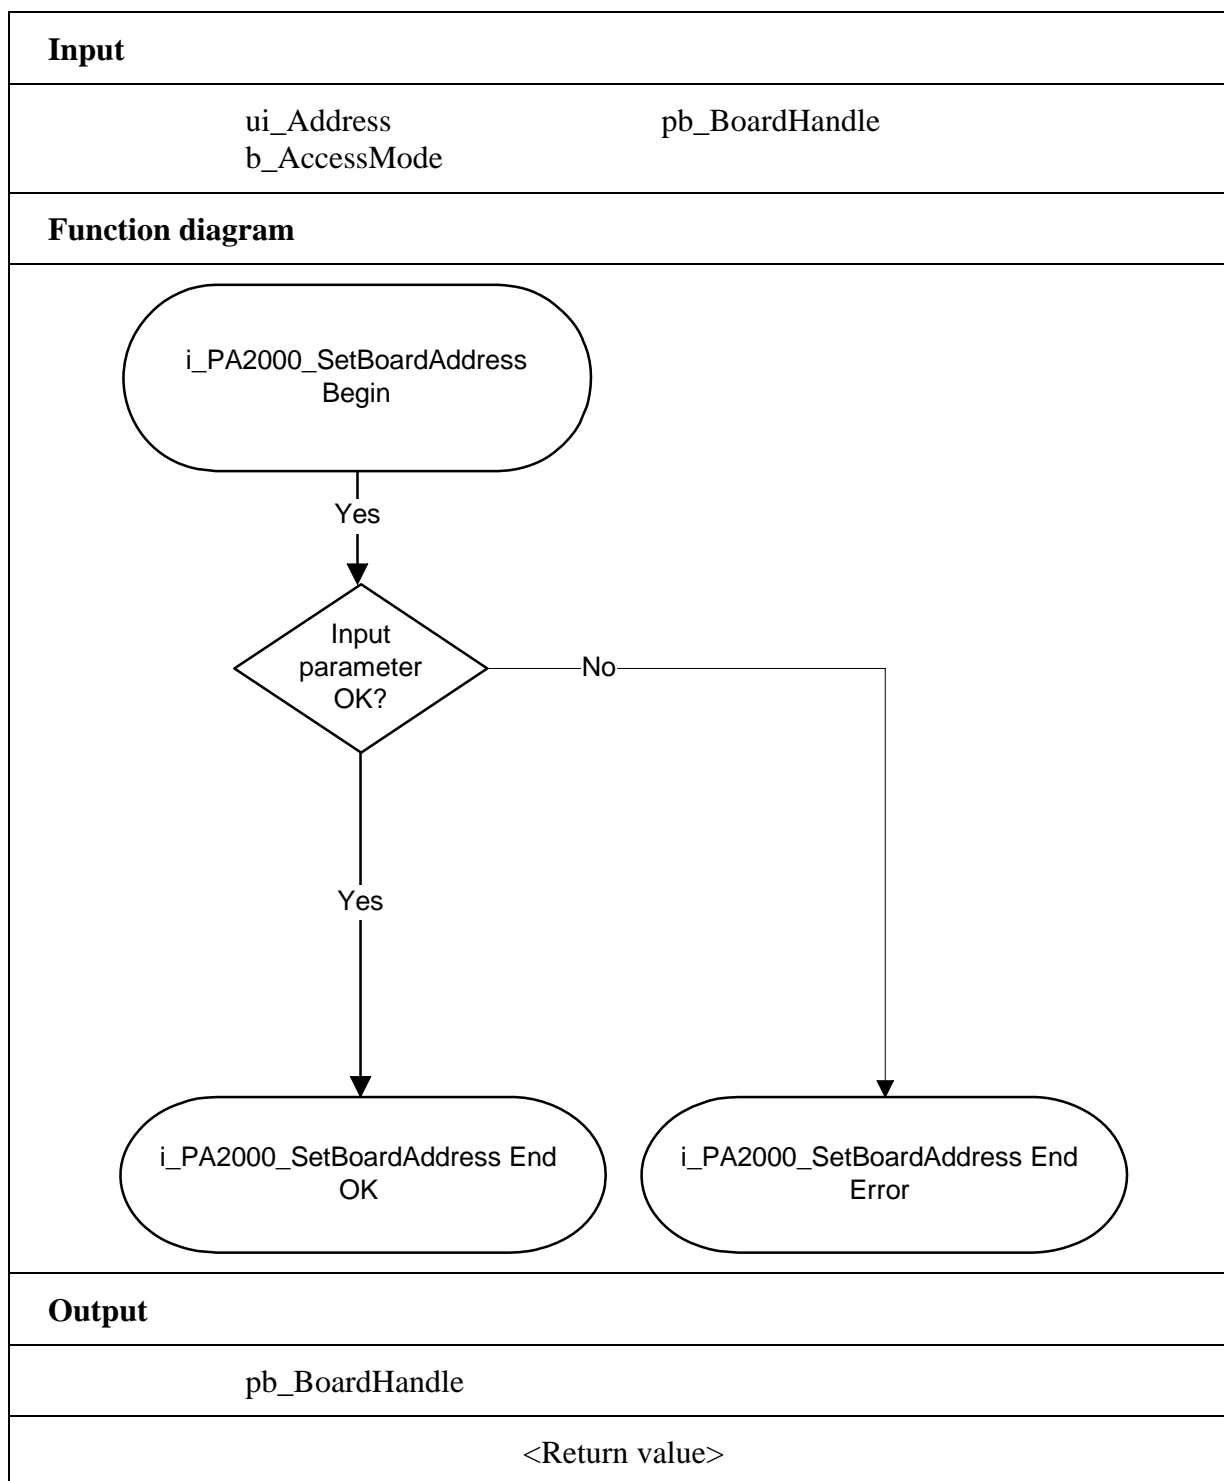 Input
ui_Address pb_BoardHandle
b_AccessMode
Function diagram
i_PA2000_SetBoardAddress
Begin
Yes
Input
parameter
OK?
No
Yes
i_PA2000_SetBoardAddress End
OK
i_PA2000_SetBoardAddress End
Error
Output
pb_BoardHandle
<Return value>